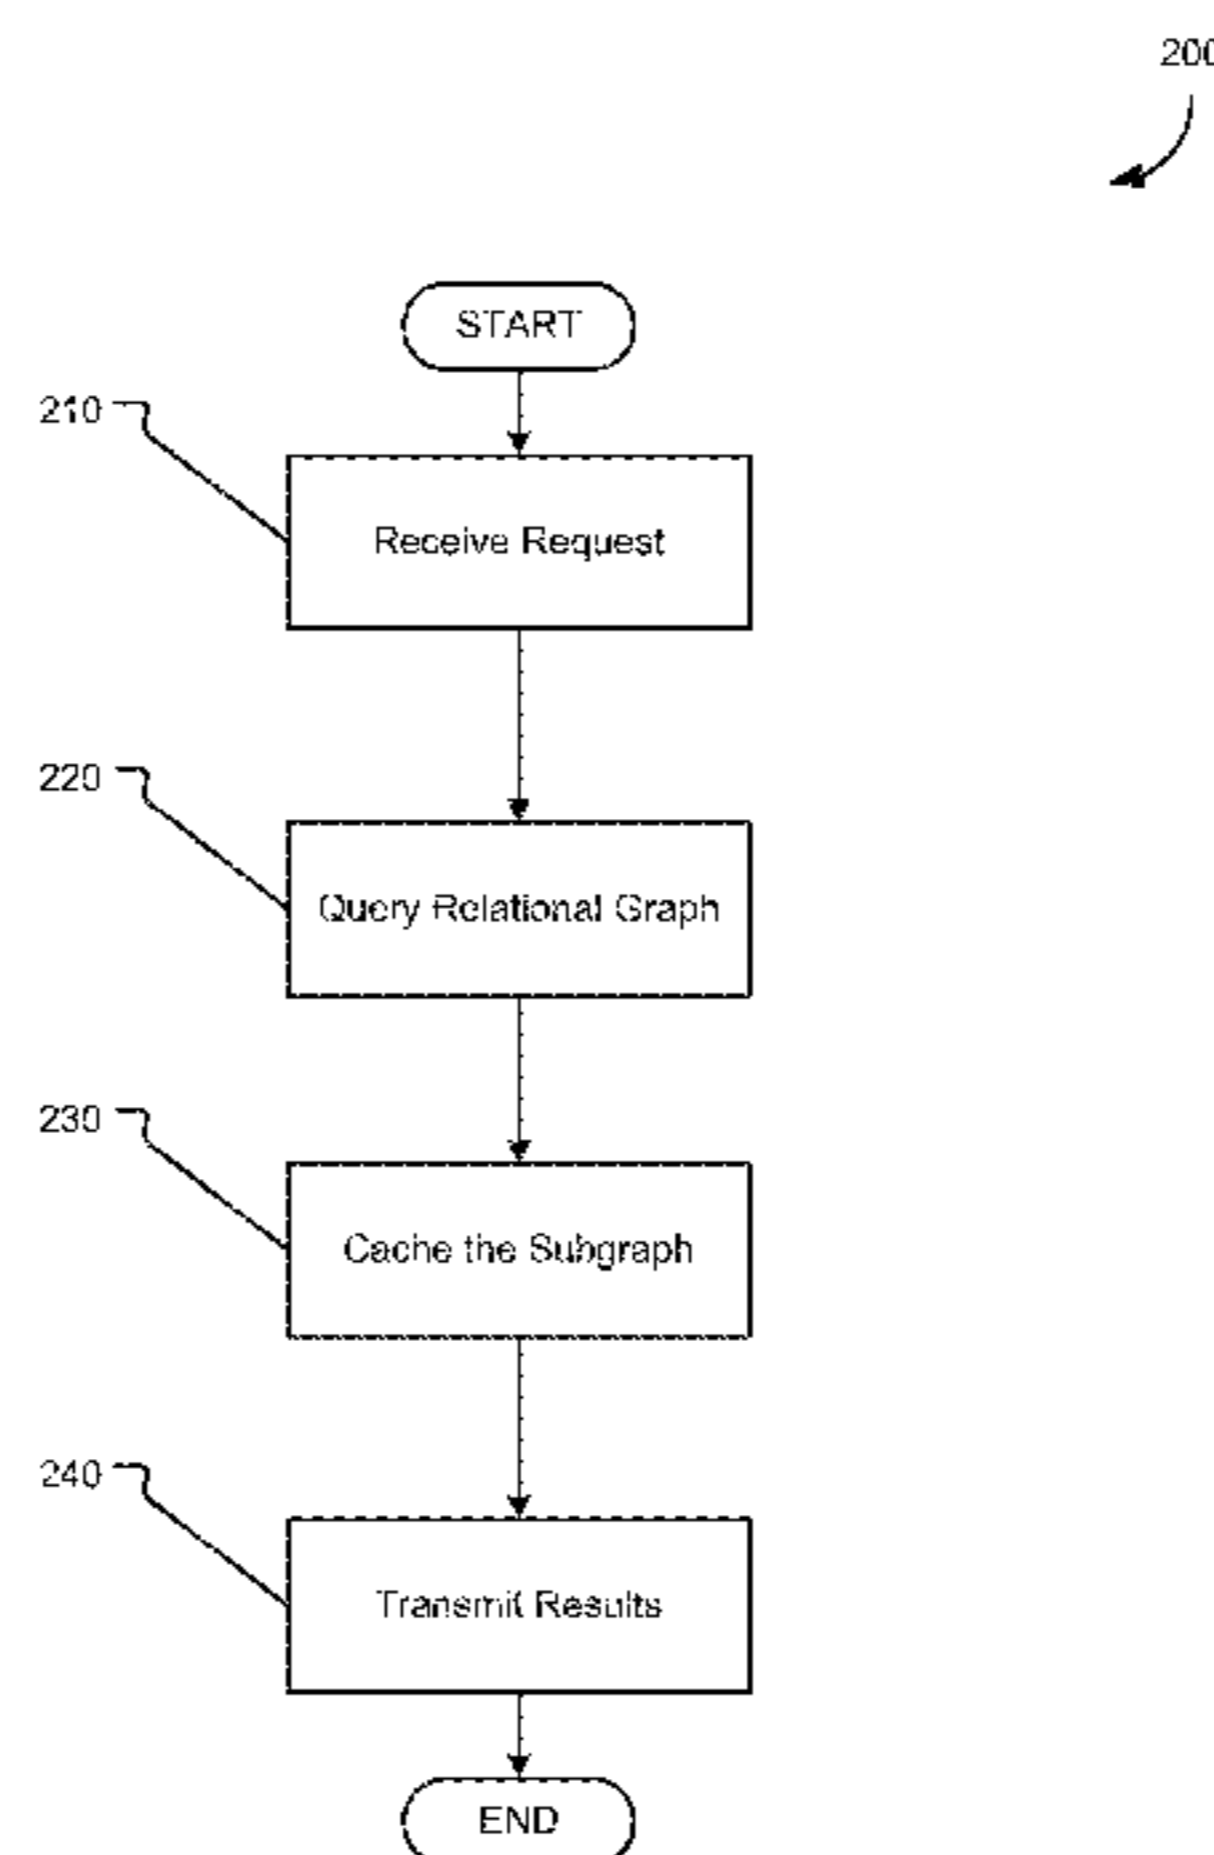 200
START
210
Receive Request
220
Query Relational Graph
230
Cache the Subgraph
240
Transmit Results
END